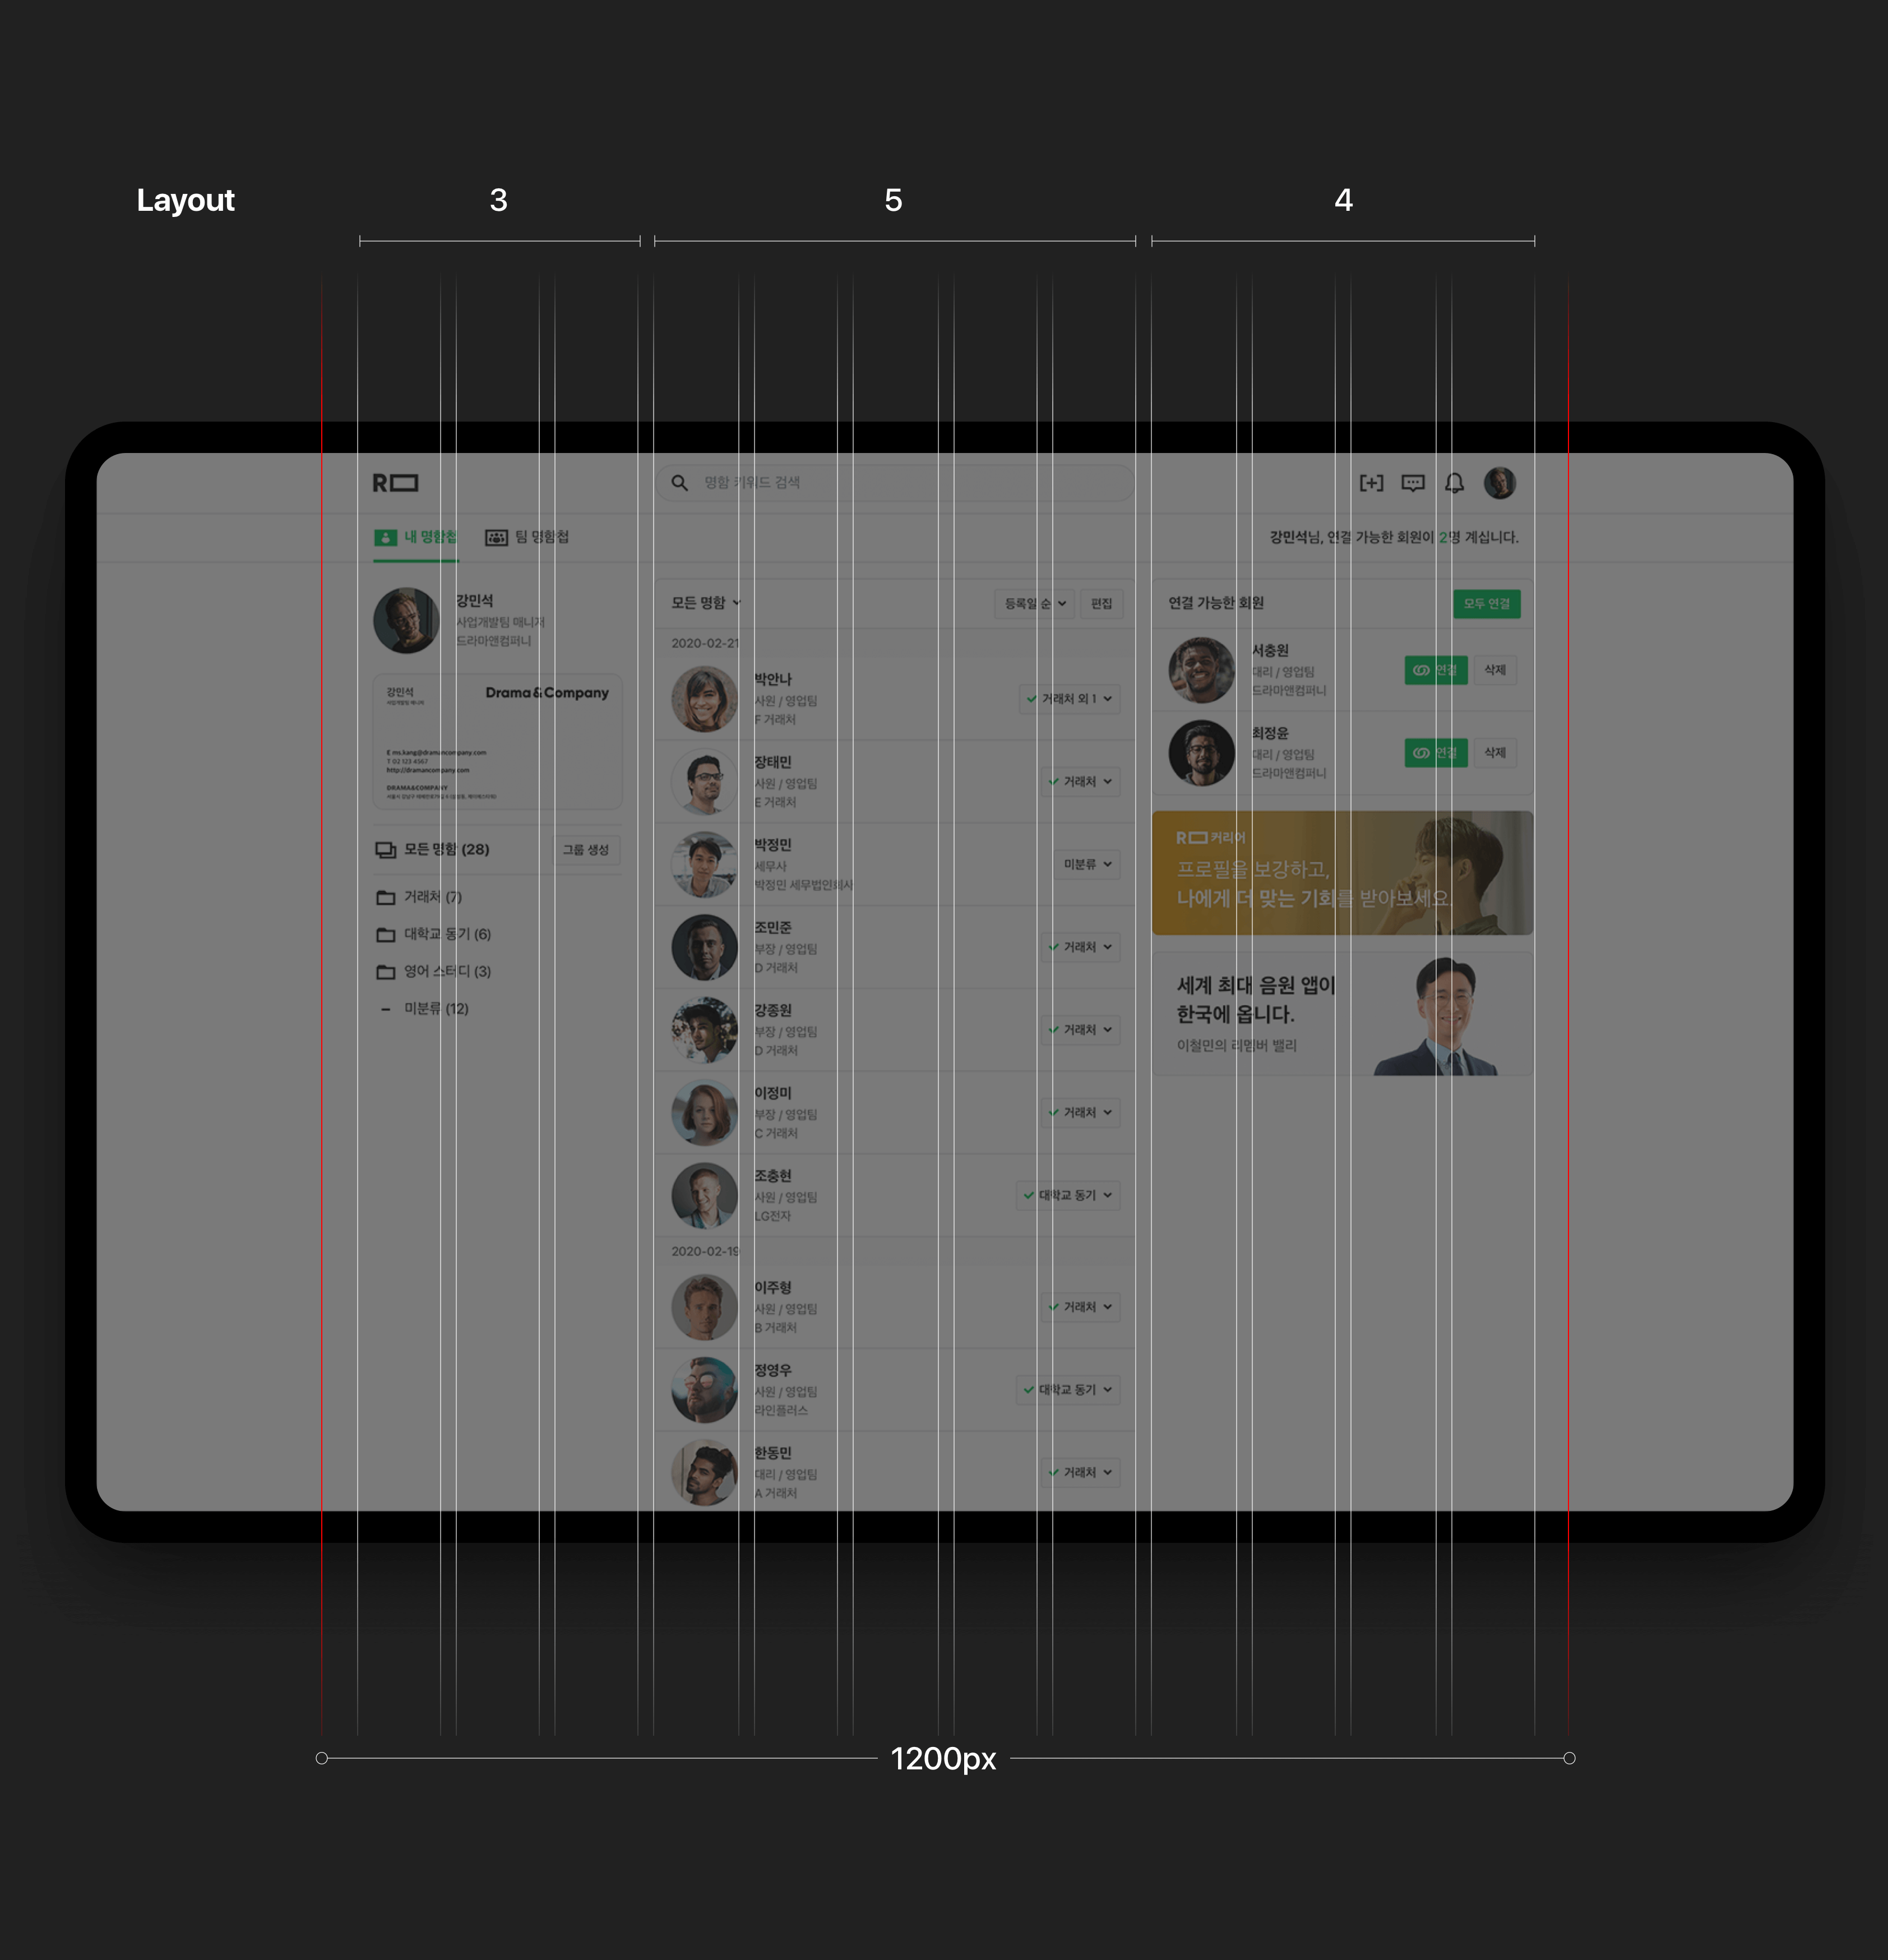 Layout
3
5
4
R
명함 키워드 검색
내 명함첩
팀 명함첩
강민석님, 연결 가능한 회원이 2명 계십니다.
강민석
사업개발팀 매니저
드라마앤컴퍼니
강민석
사업개발팀 매니저
Drama&Company
E ms.kang@dramancompany.com
T 02 123 4567
http://dramancompany.com
DRAMA&COMPANY
모든 명함 (28)
그룹 생성
거래처 (7)
대학교 동기 (6)
영어 스터디 (3)
미분류 (12)
모든 명함
등록일 순
편집
2020-02-21
박안나
사원 / 영업팀
F 거래처
거래처 외 1
장태민
사원 / 영업팀
E 거래처
거래처
박정민
세무사
박정민 세무법인회사
미분류
조민준
부장 / 영업팀
D 거래처
거래처
강종원
부장 / 영업팀
D 거래처
거래처
이정미
부장 / 영업팀
C 거래처
거래처
조충현
사원 / 영업팀
LG전자
대학교 동기
2020-02-19
이주형
사원 / 영업팀
B 거래처
거래처
정영우
사원 / 영업팀
라인플러스
대학교 동기
한동민
대리 / 영업팀
A 거래처
거래처
연결 가능한 회원
모두 연결
서충원
대리 / 영업팀
드라마앤컴퍼니
연결
삭제
최정윤
대리 / 영업팀
드라마앤컴퍼니
연결
삭제
R 커리어
프로필을 보강하고,
나에게 더 맞는 기회를 받아보세요.
세계 최대 음원 앱이
한국에 옵니다.
이철민의 리멤버 밸리
1200px